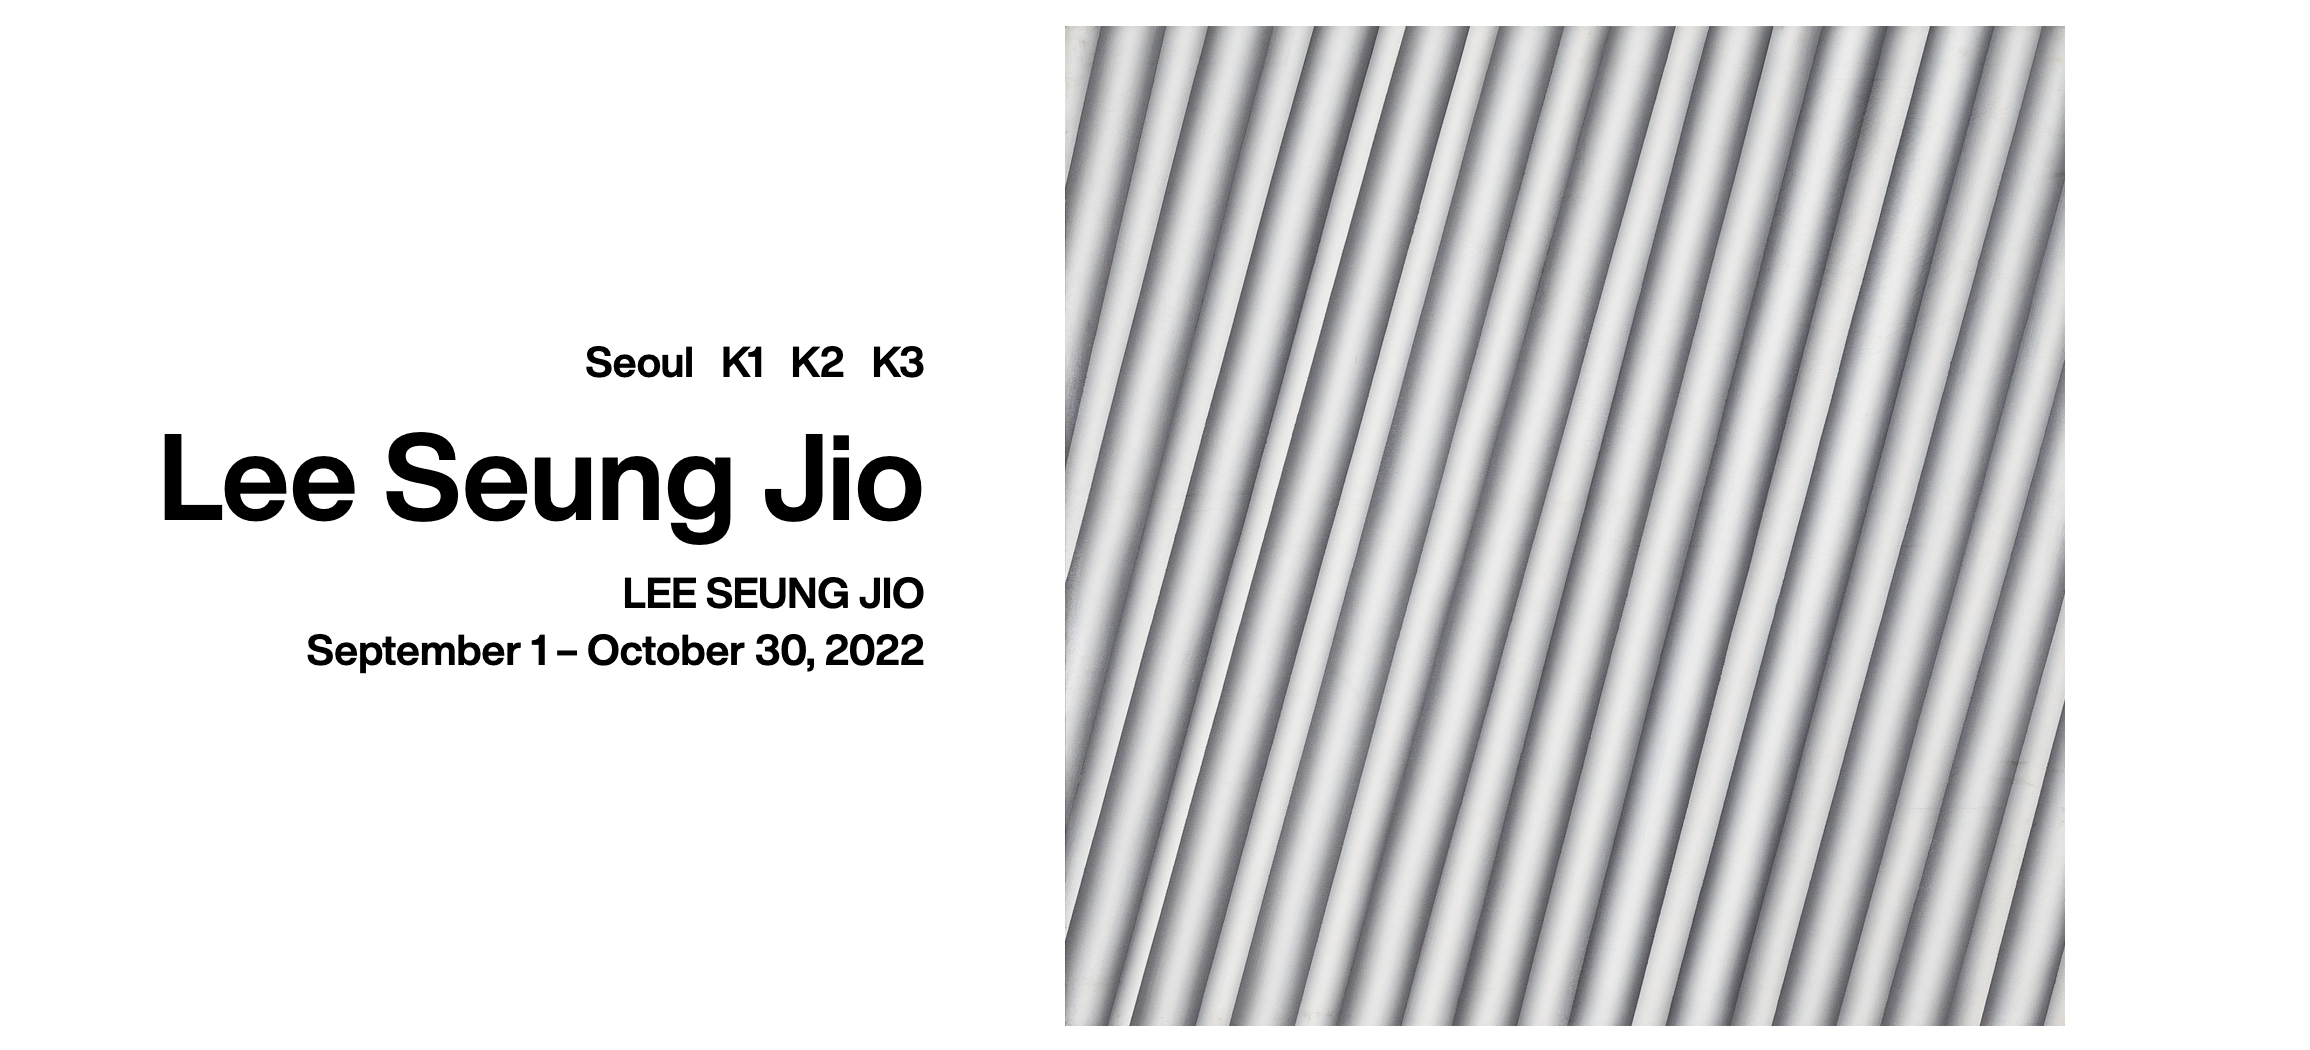 Seoul K1 K2 K3
Lee Seung Jio
LEE SEUNG JIO
September 1 – October 30, 2022